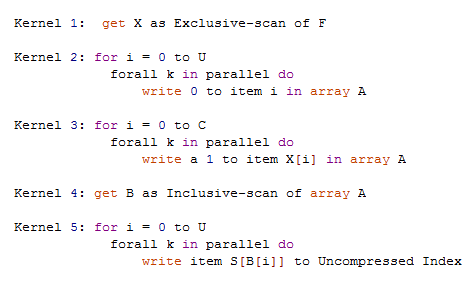 Kernel 1:  get X as Exclusive-scan of F
Kernel 2: for i = 0 to U
forall k in parallel do
write 0 to item i in array A
Kernel 3: for i = 0 to C
forall k in parallel do
write a 1 to item X[i] in array A
Kernel 4: get B as Inclusive-scan of array A
Kernel 5: for i = 0 to U
forall k in parallel do
write item S[B[i]] to Uncompressed Index